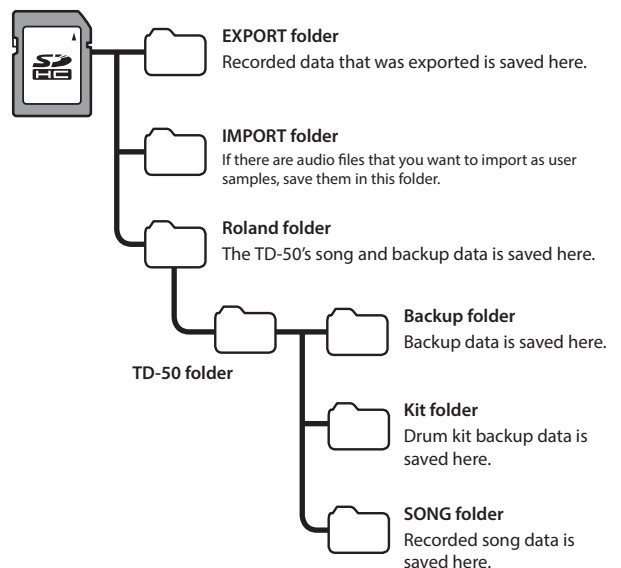 SD
HC
EXPORT folder
Recorded data that was exported is saved here.
IMPORT folder
If there are audio files that you want to import as user
samples, save them in this folder.
Roland folder
The TD-50’s song and backup data is saved here.
TD-50 folder
Backup folder
Backup data is saved here.
Kit folder
Drum kit backup data is
saved here.
SONG folder
Recorded song data is
saved here.